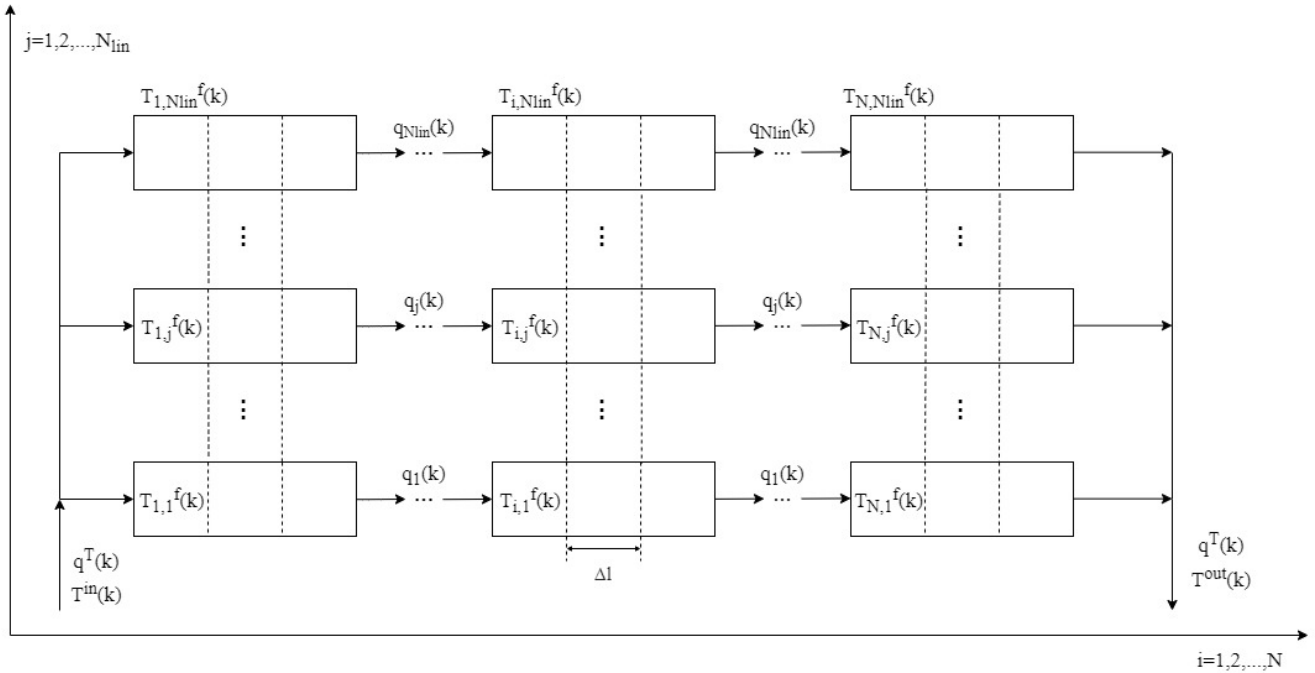 j=1,2,...,N_lin
T_1,Nlin^f(k) T_i,Nlin^f(k) T_N,Nlin^f(k)
q_Nlin(k) q_Nlin(k)
... ...
⋮ ⋮ ⋮
q_j(k) q_j(k)
T_1,j^f(k) ... T_i,j^f(k) ... T_N,j^f(k)
⋮ ⋮ ⋮
q_1(k) q_1(k)
T_1,1^f(k) ... T_i,1^f(k) ... T_N,1^f(k)
q^T(k)
T^in(k)
Δl
q^T(k)
T^out(k)
i=1,2,...,N